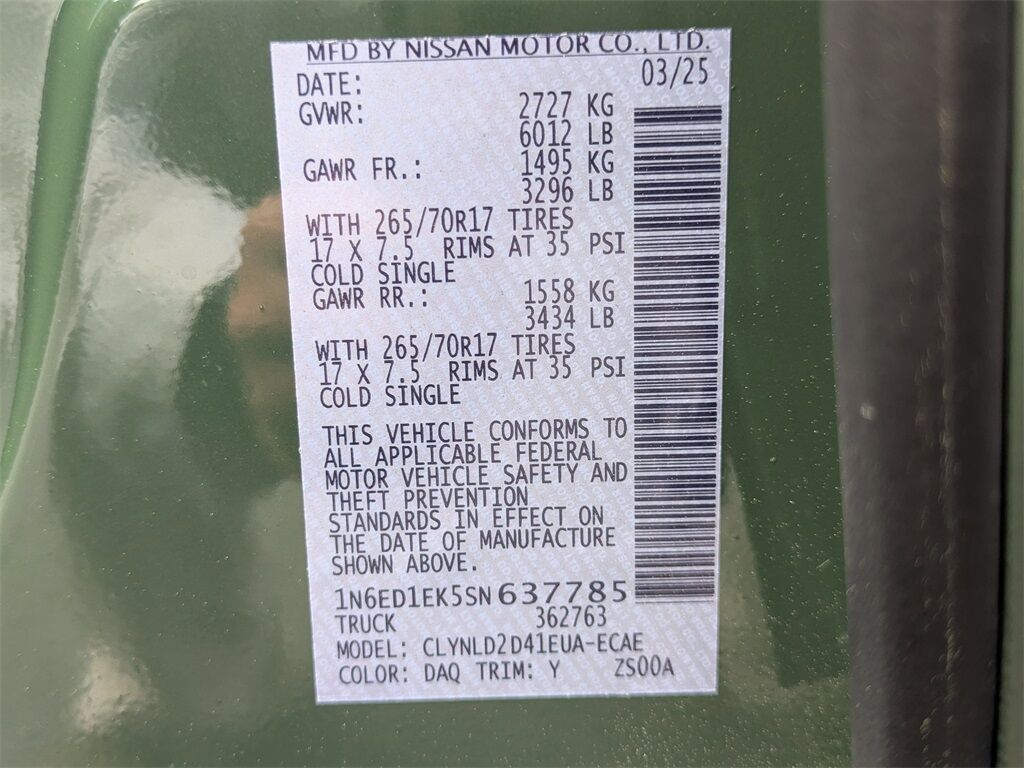 MFD BY NISSAN MOTOR CO., LTD.
DATE: 03/25
GVWR: 2727 KG
6012 LB
GAWR FR.: 1495 KG
3296 LB
WITH 265/70R17 TIRES
17 X 7.5 RIMS AT 35 PSI
COLD SINGLE
GAWR RR.: 1558 KG
3434 LB
WITH 265/70R17 TIRES
17 X 7.5 RIMS AT 35 PSI
COLD SINGLE
THIS VEHICLE CONFORMS TO
ALL APPLICABLE FEDERAL
MOTOR VEHICLE SAFETY AND
THEFT PREVENTION
STANDARDS IN EFFECT ON
THE DATE OF MANUFACTURE
SHOWN ABOVE.
1N6ED1EK5SN637785
TRUCK 362763
MODEL: CLYNLD2D41EUA-ECAE
COLOR: DAQ TRIM: Y ZS00A